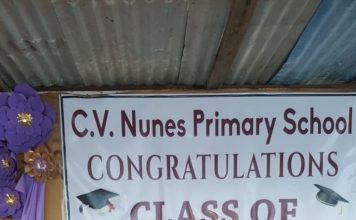 C.V. Nunes Primary School
CONGRATULATIONS
CLASS OF